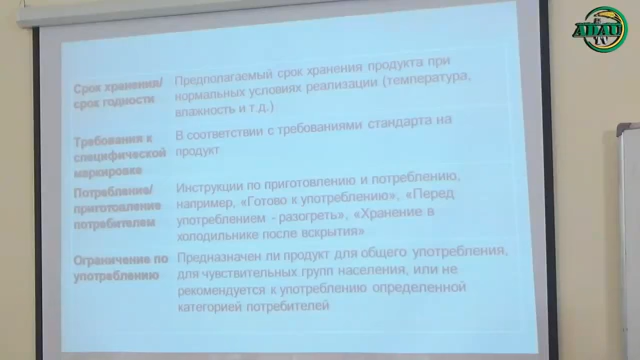 Срок хранения/
срок годности
Предполагаемый срок хранения продукта при
нормальных условиях реализации (температура,
влажность и т.д.)
Требования к
специфической
маркировке
В соответствии с требованиями стандарта на
продукт
Потребление/
приготовление
потребителем
Инструкции по приготовлению и потреблению,
например, «Готово к употреблению», «Перед
употреблением - разогреть», «Хранение в
холодильнике после вскрытия»
Ограничение по
употреблению
Предназначен ли продукт для общего употребления,
для чувствительных групп населения, или не
рекомендуется к употреблению определенной
категорией потребителей
ADAU